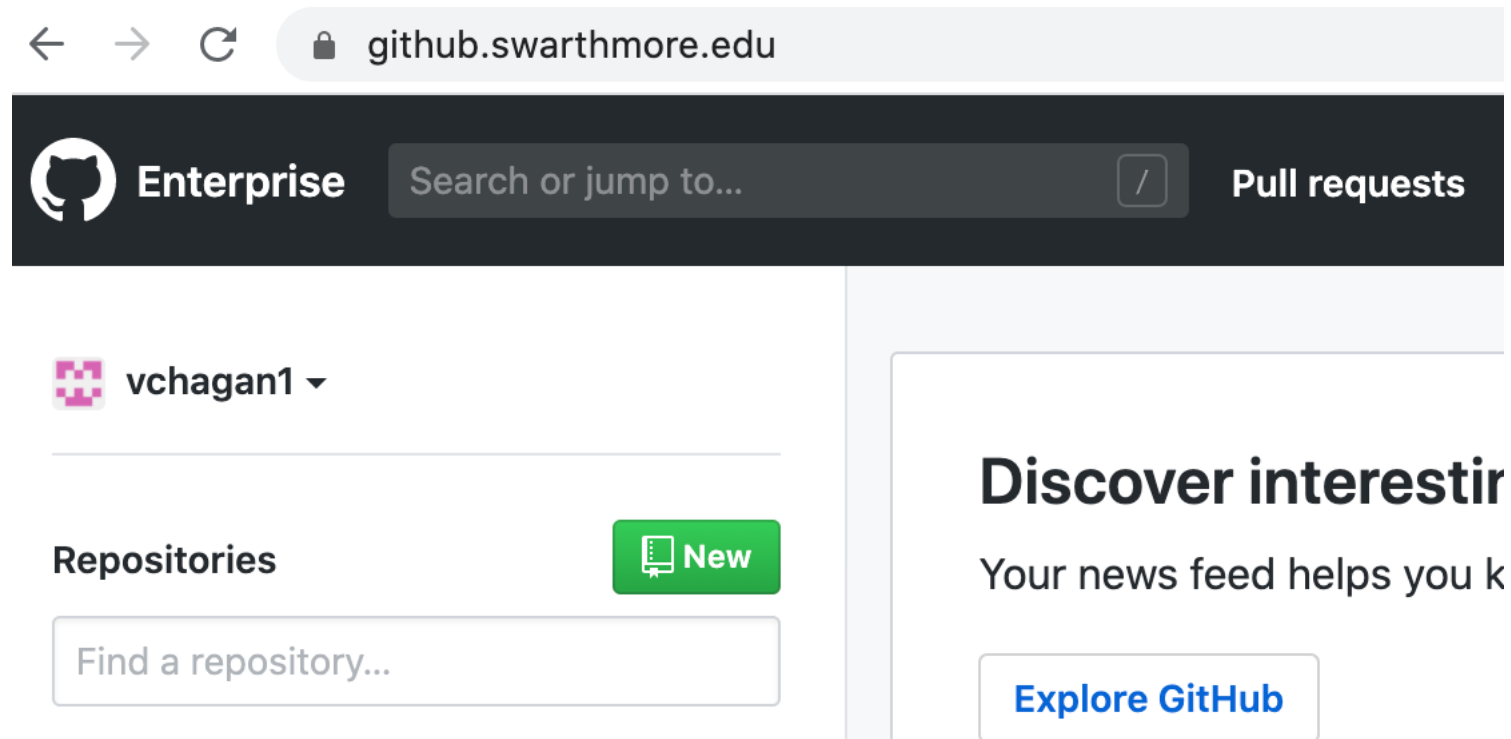 github.swarthmore.edu
Enterprise
Search or jump to...
/
Pull requests
vchagan1
Repositories
New
Find a repository...
Discover
Your news feed helps you
Explore GitHub